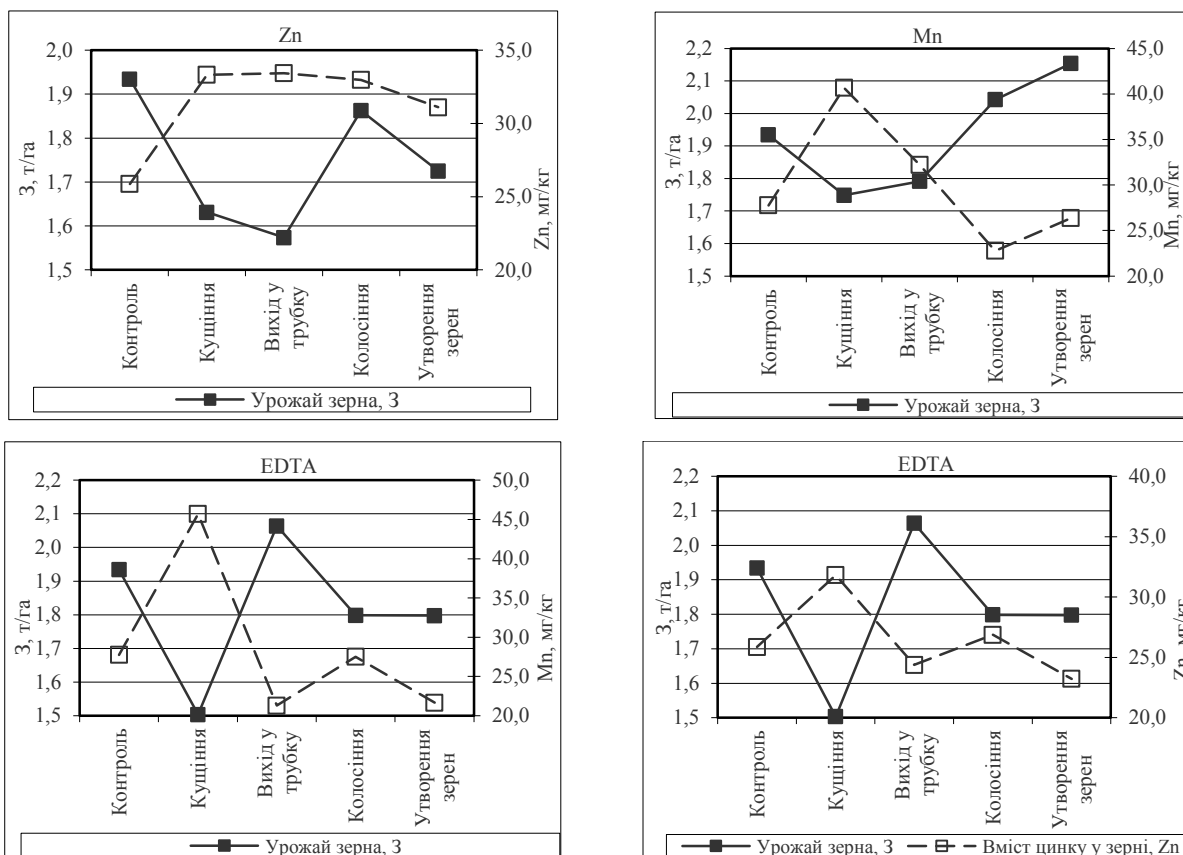 Zn
2,0
1,9
1,8
1,7
1,6
1,5
35,0
30,0
25,0
20,0
З, т/га
Zn, мг/кг
Контроль
Кущіння
Вихід у
трубку
Колосіння
Утворення
зерен
Урожай зерна, З
Mn
2,2
2,1
2,0
1,9
1,8
1,7
1,6
1,5
45,0
40,0
35,0
30,0
25,0
20,0
З, т/га
Mn, мг/кг
Контроль
Кущіння
Вихід у
трубку
Колосіння
Утворення
зерен
Урожай зерна, З
EDTA
2,2
2,1
2,0
1,9
1,8
1,7
1,6
1,5
50,0
45,0
40,0
35,0
30,0
25,0
20,0
З, т/га
Mn, мг/кг
Контроль
Кущіння
Вихід у
трубку
Колосіння
Утворення
зерен
Урожай зерна, З
EDTA
2,2
2,1
2,0
1,9
1,8
1,7
1,6
1,5
40,0
35,0
30,0
25,0
20,0
З, т/га
Zn, мг/кг
Контроль
Кущіння
Вихід у
трубку
Колосіння
Утворення
зерен
Урожай зерна, З
Вміст цинку у зерні, Zn